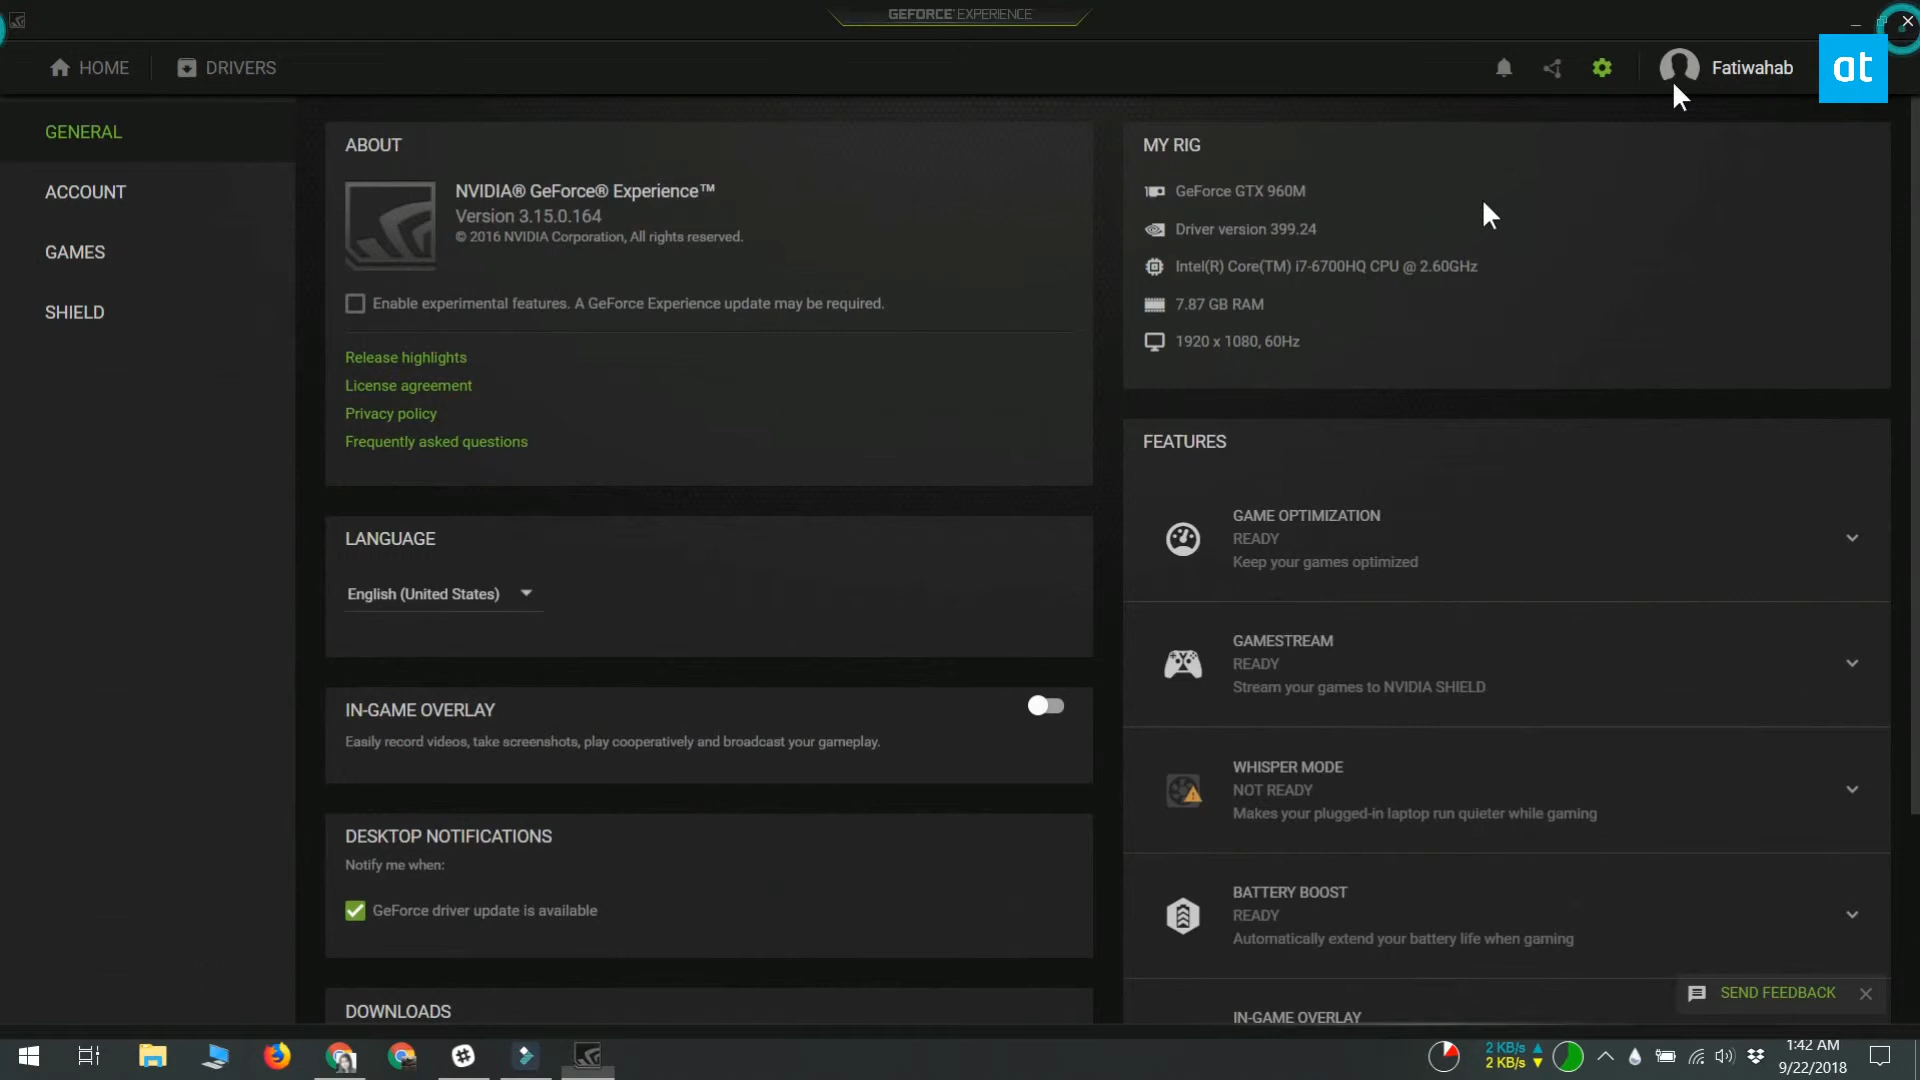 GEFORCE® EXPERIENCE
HOME
DRIVERS
Fatiwahab
at
GENERAL
ACCOUNT
GAMES
SHIELD
ABOUT
NVIDIA® GeForce® Experience™
Version 3.15.0.164
© 2016 NVIDIA Corporation, All rights reserved.
Enable experimental features. A GeForce Experience update may be required.
Release highlights
License agreement
Privacy policy
Frequently asked questions
LANGUAGE
English (United States)
IN-GAME OVERLAY
Easily record videos, take screenshots, play cooperatively and broadcast your gameplay.
DESKTOP NOTIFICATIONS
Notify me when:
GeForce driver update is available
DOWNLOADS
MY RIG
GeForce GTX 960M
Driver version 399.24
Intel(R) Core(TM) i7-6700HQ CPU @ 2.60GHz
7.87 GB RAM
1920 x 1080, 60Hz
FEATURES
GAME OPTIMIZATION
READY
Keep your games optimized
GAMESTREAM
READY
Stream your games to NVIDIA SHIELD
WHISPER MODE
NOT READY
Makes your plugged-in laptop run quieter while gaming
BATTERY BOOST
READY
Automatically extend your battery life when gaming
IN-GAME OVERLAY
SEND FEEDBACK
2 KB/s
2 KB/s
1:42 AM
9/22/2018